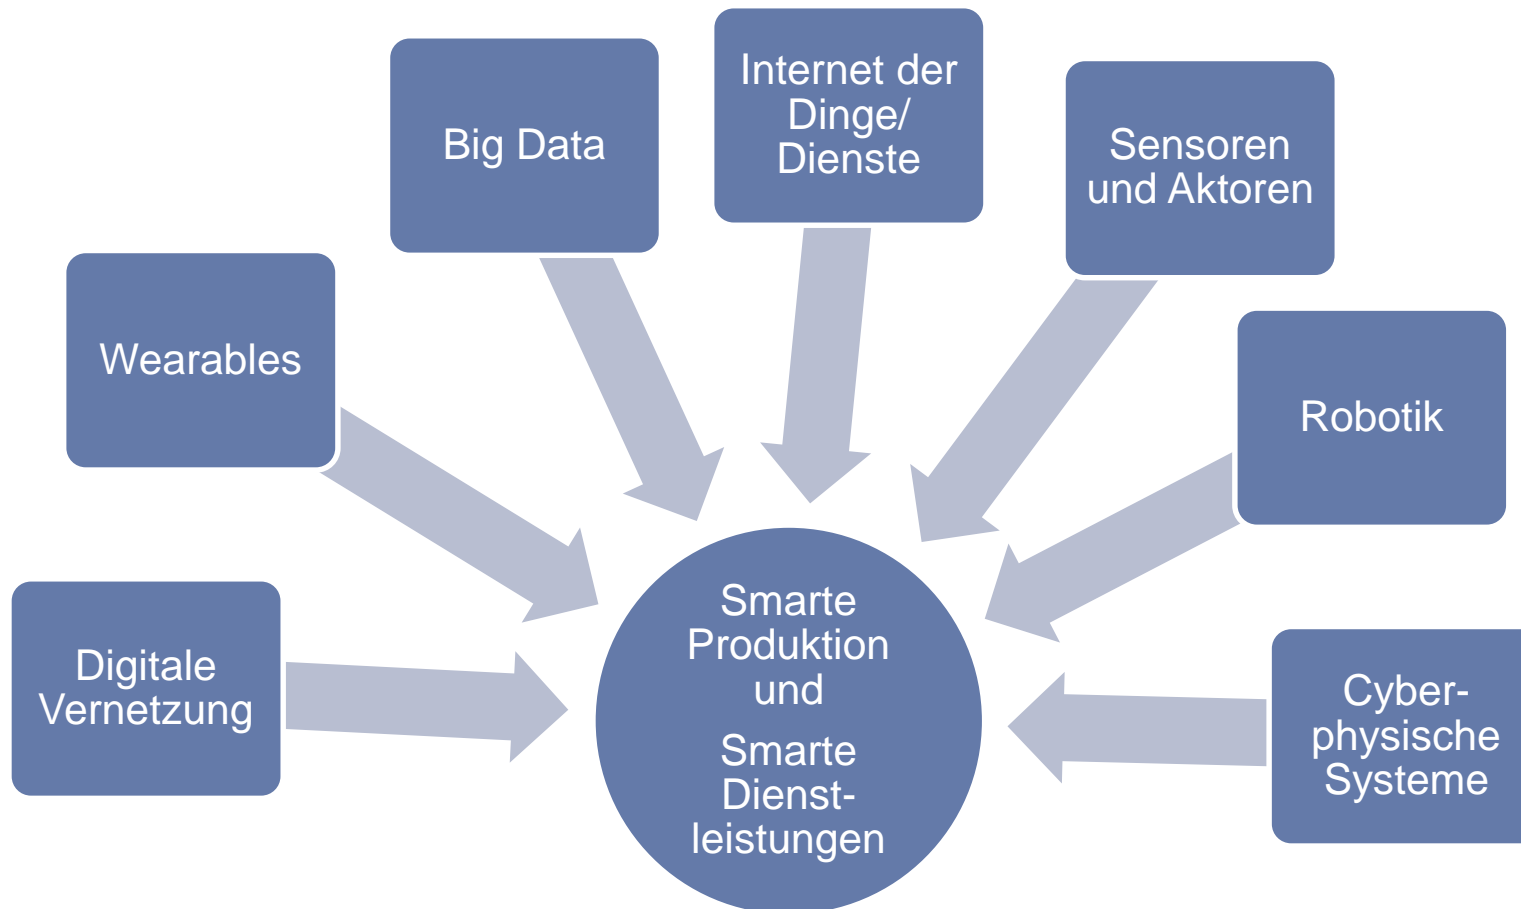 Internet der
Dinge/
Dienste
Big Data
Sensoren
und Aktoren
Wearables
Robotik
Digitale
Vernetzung
Cyber-
physische
Systeme
Smarte
Produktion
und
Smarte
Dienst-
leistungen